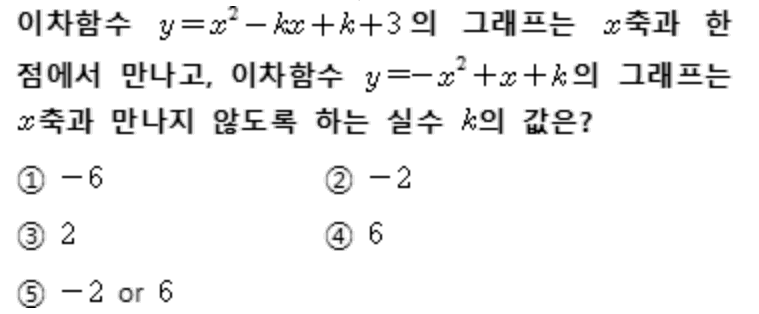 이차함수 y=x²-kx+k+3의 그래프는 x축과 한
점에서 만나고, 이차함수 y=-x²+x+k의 그래프는
x축과 만나지 않도록 하는 실수 k의 값은?
① -6 ② -2
③ 2 ④ 6
⑤ -2 or 6